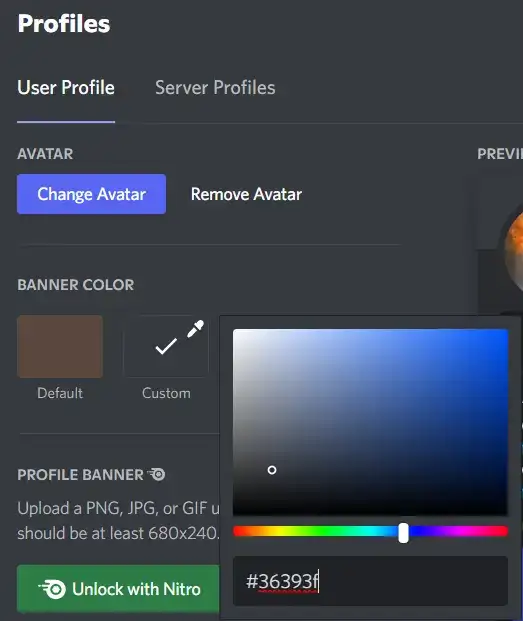 Profiles
User Profile Server Profiles
AVATAR
Change Avatar Remove Avatar
BANNER COLOR
Default Custom
PROFILE BANNER
Upload a PNG, JPG, or GIF
should be at least 680x240.
Unlock with Nitro
#36393f